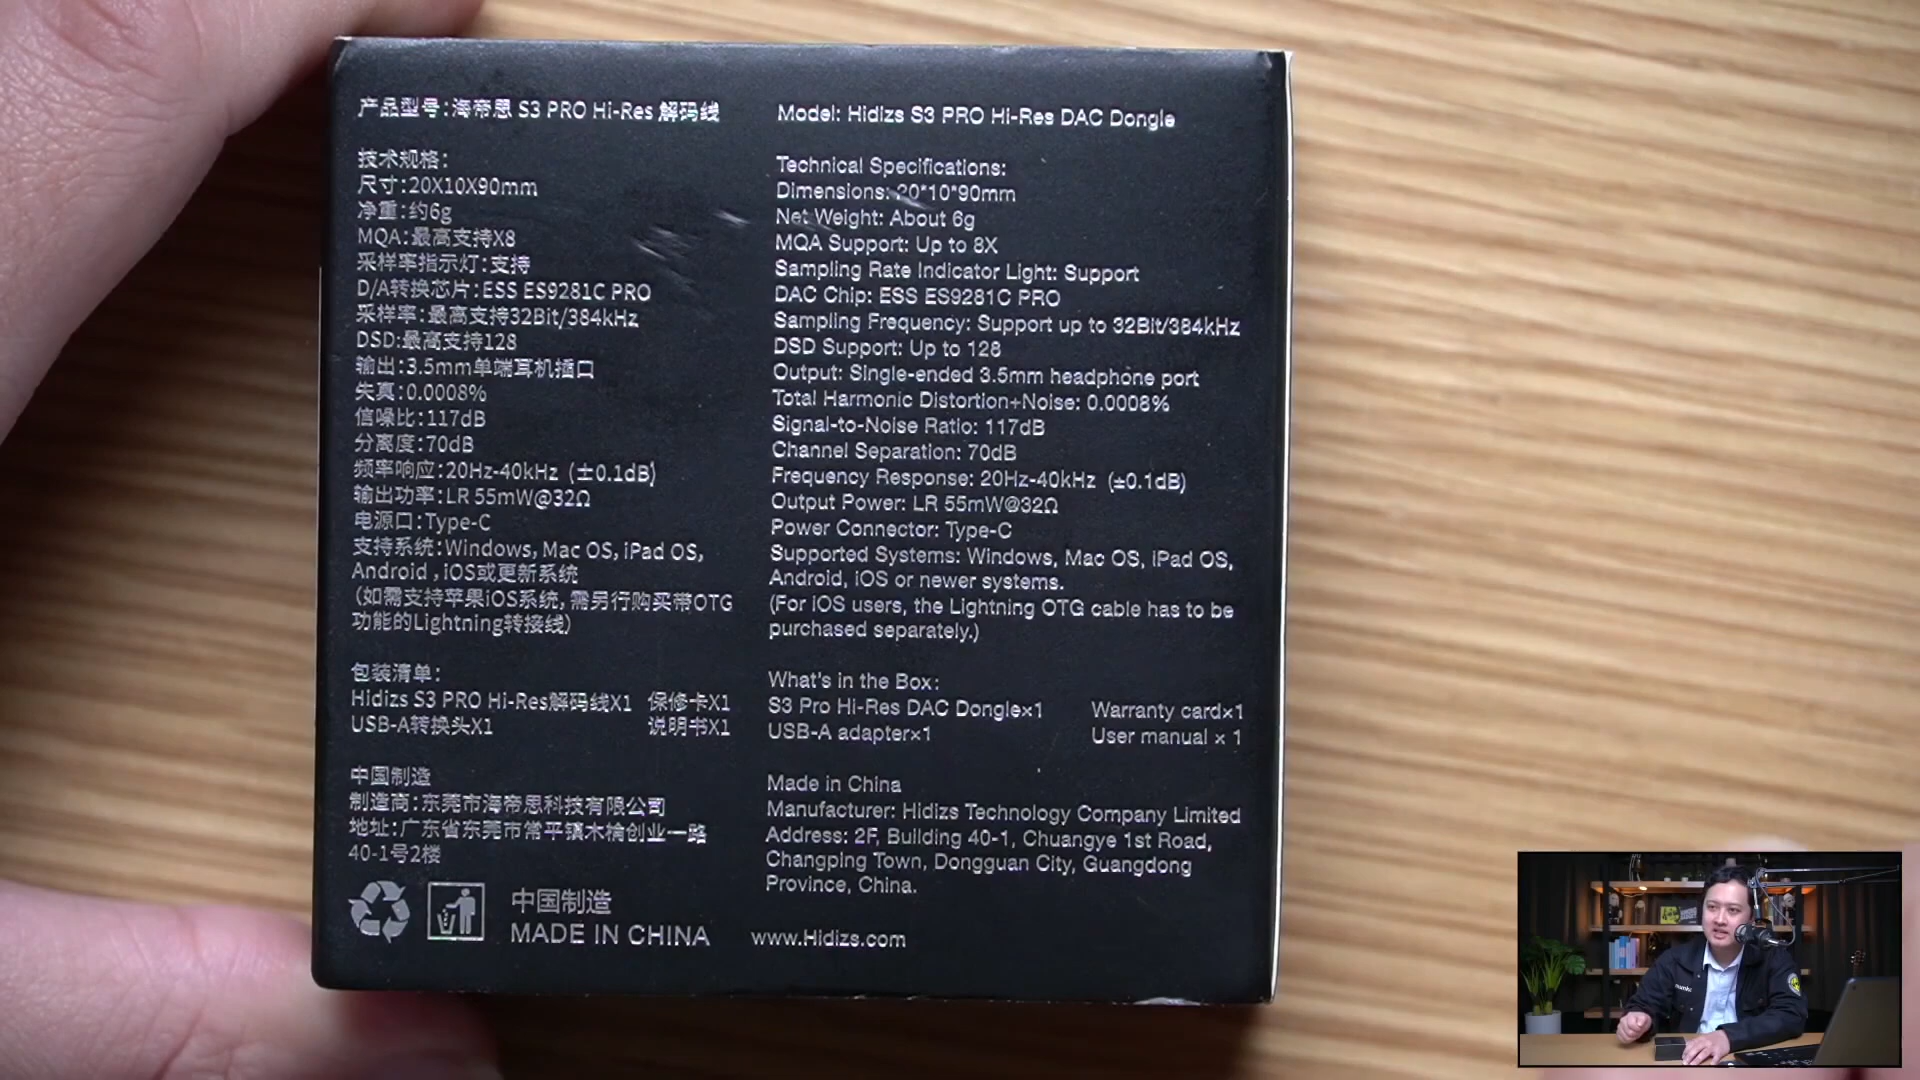 产品型号:海帝思 S3 PRO Hi-Res 解码线
技术规格:
尺寸:20X10X90mm
净重:约6g
MQA:最高支持X8
采样率指示灯:支持
D/A转换芯片:ESS ES9281C PRO
采样率:最高支持32Bit/384kHz
DSD:最高支持128
输出:3.5mm单端耳机插口
失真:0.0008%
信噪比:117dB
分离度:70dB
频率响应:20Hz-40kHz (±0.1dB)
输出功率:LR 55mW@32Ω
电源口:Type-C
支持系统:Windows, Mac OS, iPad OS,
Android , iOS或更新系统
(如需支持苹果iOS系统, 需另行购买带OTG
功能的Lightning转接线)
包装清单:
Hidizs S3 PRO Hi-Res解码线X1 保修卡X1
USB-A转换头X1 说明书X1
中国制造
制造商:东莞市海帝思科技有限公司
地址:广东省东莞市常平镇木棆创业一路
40-1号2楼
中国制造
MADE IN CHINA
Model: Hidizs S3 PRO Hi-Res DAC Dongle
Technical Specifications:
Dimensions: 20*10*90mm
Net Weight: About 6g
MQA Support: Up to 8X
Sampling Rate Indicator Light: Support
DAC Chip: ESS ES9281C PRO
Sampling Frequency: Support up to 32Bit/384kHz
DSD Support: Up to 128
Output: Single-ended 3.5mm headphone port
Total Harmonic Distortion+Noise: 0.0008%
Signal-to-Noise Ratio: 117dB
Channel Separation: 70dB
Frequency Response: 20Hz-40kHz (±0.1dB)
Output Power: LR 55mW@32Ω
Power Connector: Type-C
Supported Systems: Windows, Mac OS, iPad OS,
Android, iOS or newer systems.
(For iOS users, the Lightning OTG cable has to be
purchased separately.)
What's in the Box:
S3 Pro Hi-Res DAC Dongle×1 Warranty card×1
USB-A adapter×1 User manual × 1
Made in China
Manufacturer: Hidizs Technology Company Limited
Address: 2F, Building 40-1, Chuangye 1st Road,
Changping Town, Dongguan City, Guangdong
Province, China.
www.Hidizs.com